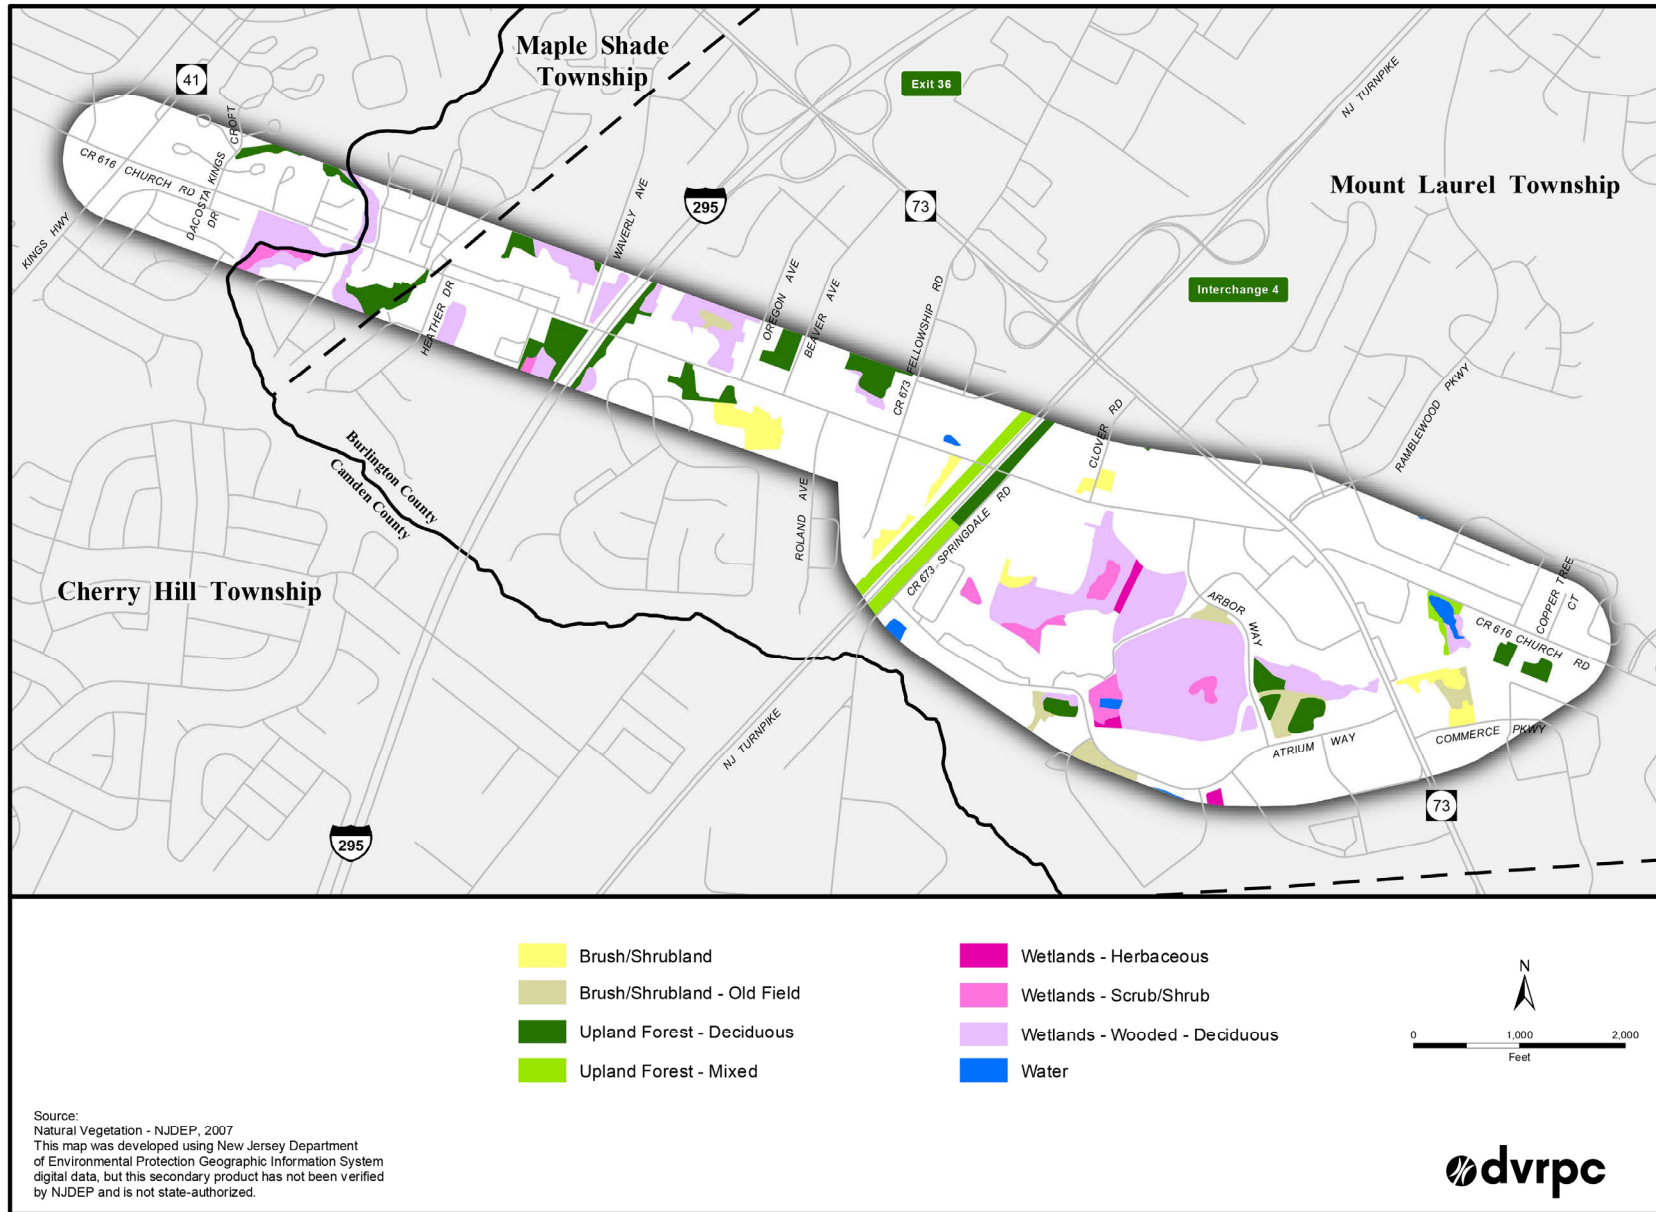 Maple Shade
Township
41
Exit 36
NJ TURNPIKE
Mount Laurel Township
CROFT
KINGS
DACOSTA
DR
CR 616 CHURCH RD
KINGS HWY
WAVERLY AVE
295
73
Interchange 4
HEATHER DR
OREGON AVE
BEAVER AVE
CR 673 FELLOWSHIP RD
CLOVER RD
RAMBLEWOOD PKWY
Burlington County
Camden County
ROLAND AVE
CR 673 SPRINGDALE RD
Cherry Hill Township
ARBOR WAY
COPPER TREE
CT
CR 616 CHURCH RD
NJ TURNPIKE
ATRIUM WAY
COMMERCE PKWY
73
295
Brush/Shrubland
Brush/Shrubland - Old Field
Upland Forest - Deciduous
Upland Forest - Mixed
Wetlands - Herbaceous
Wetlands - Scrub/Shrub
Wetlands - Wooded - Deciduous
Water
N
0 1,000 2,000
Feet
Source:
Natural Vegetation - NJDEP, 2007
This map was developed using New Jersey Department
of Environmental Protection Geographic Information System
digital data, but this secondary product has not been verified
by NJDEP and is not state-authorized.
dvrpc